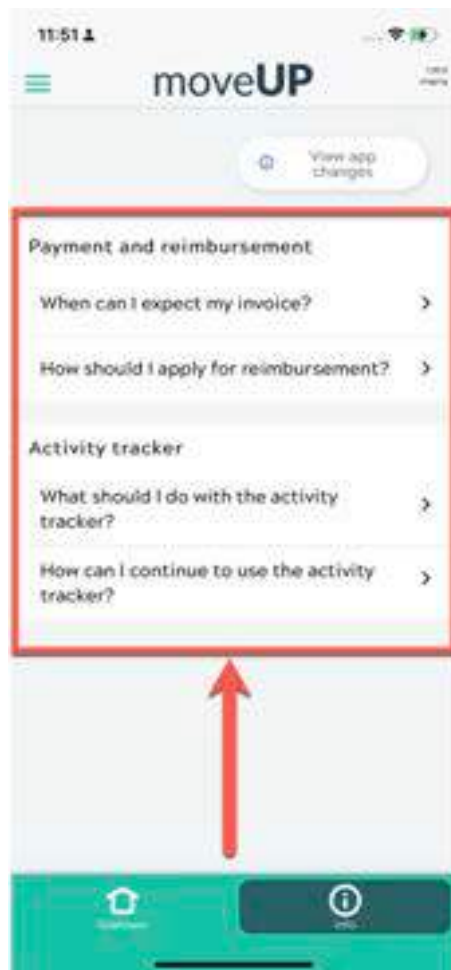 11:51
moveUP
View app
changes
Payment and reimbursement
When can I expect my invoice?
How should I apply for reimbursement?
Activity tracker
What should I do with the activity
tracker?
How can I continue to use the activity
tracker?